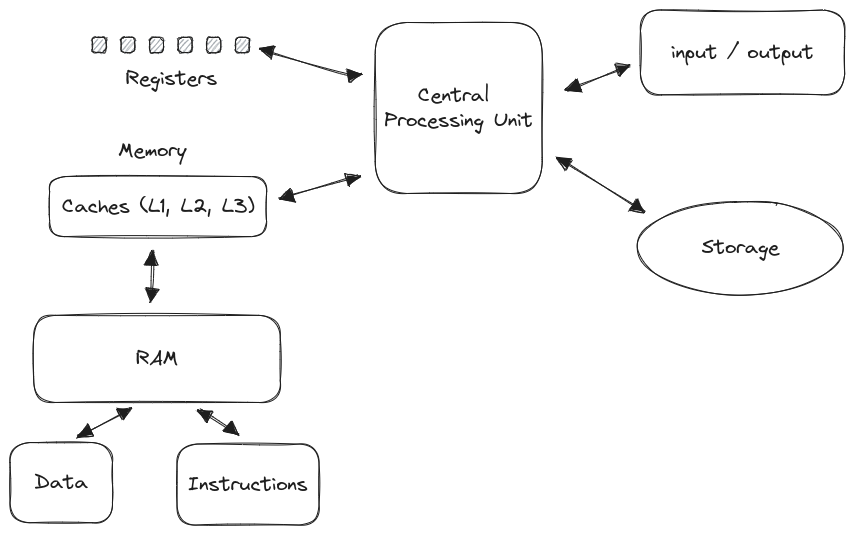 Registers
Central
Processing Unit
input / output
Memory
Caches (L1, L2, L3)
Storage
RAM
Data
Instructions